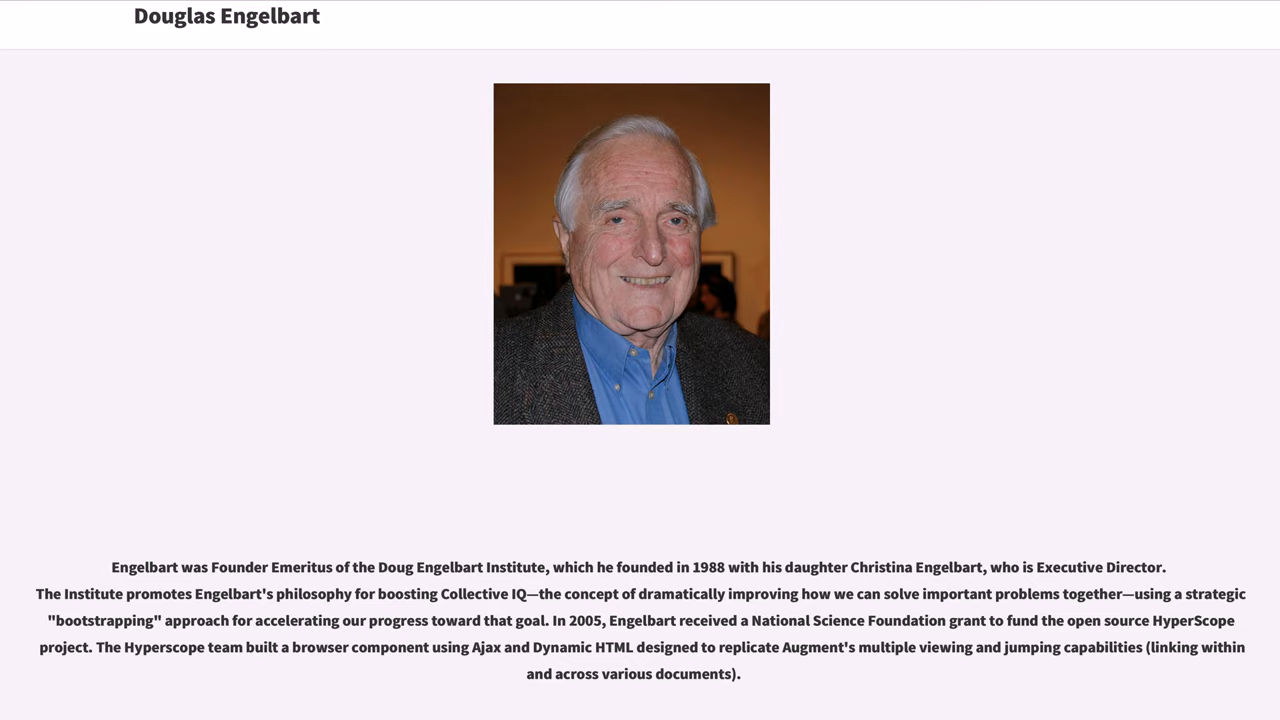 Douglas Engelbart
Engelbart was Founder Emeritus of the Doug Engelbart Institute, which he founded in 1988 with his daughter Christina Engelbart, who is Executive Director.
The Institute promotes Engelbart's philosophy for boosting Collective IQ—the concept of dramatically improving how we can solve important problems together—using a strategic
"bootstrapping" approach for accelerating our progress toward that goal. In 2005, Engelbart received a National Science Foundation grant to fund the open source HyperScope
project. The Hyperscope team built a browser component using Ajax and Dynamic HTML designed to replicate Augment's multiple viewing and jumping capabilities (linking within
and across various documents).